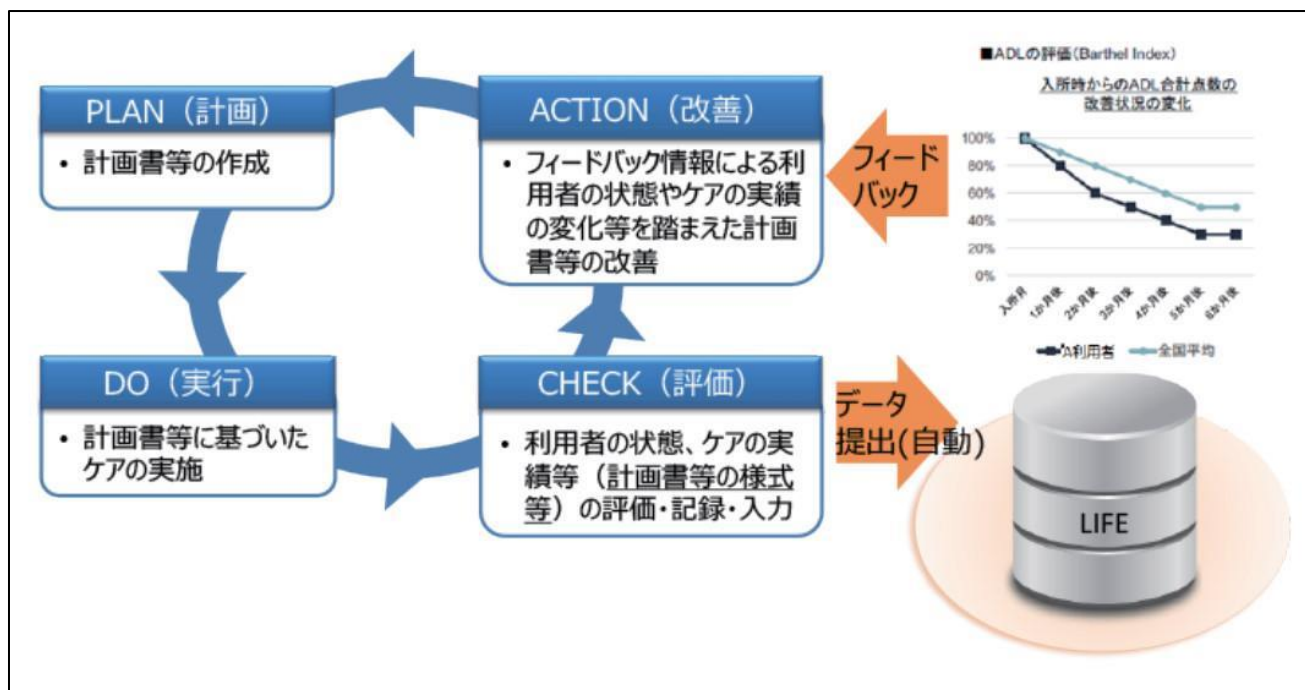 PLAN（計画）
• 計画書等の作成
ACTION（改善）
• フィードバック情報による利
用者の状態やケアの実績
の変化等を踏まえた計画
書等の改善
フィード
バック
■ADLの評価(Barthel Index)
入所時からのADL合計点数の
改善状況の変化
100%
80%
60%
40%
20%
0%
入所月
1か月後
2か月後
3か月後
4か月後
5か月後
6か月後
A利用者
全国平均
DO（実行）
• 計画書等に基づいた
ケアの実施
CHECK（評価）
• 利用者の状態、ケアの実
績等（計画書等の様式
等）の評価・記録・入力
データ
提出(自動)
LIFE